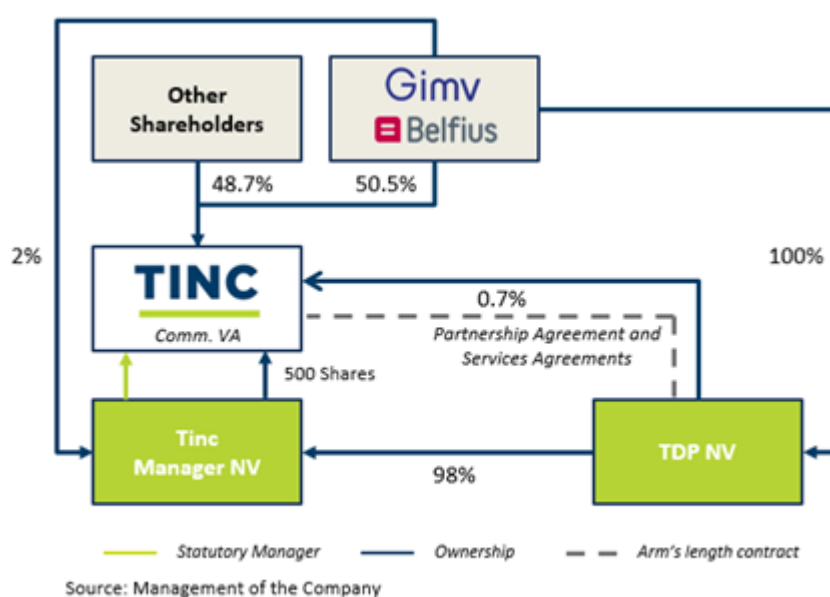 Other
Shareholders
Gimv
Belfius
48.7%
50.5%
2%
100%
TINC
Comm. VA
0.7%
Partnership Agreement and
Services Agreements
500 Shares
Tinc
Manager NV
TDP NV
98%
Statutory Manager
Ownership
Arm's length contract
Source: Management of the Company